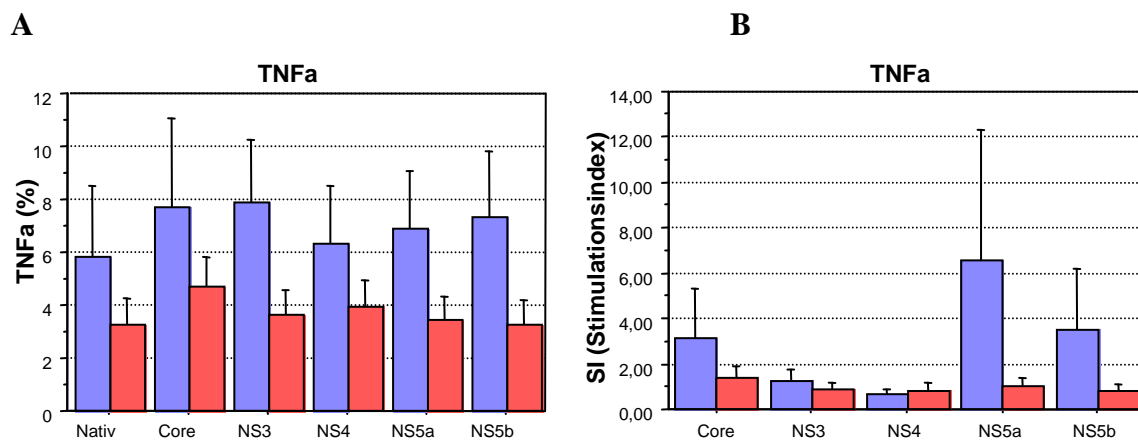 A
B
TNFa
TNFa (%)
12
10
8
6
4
2
0
Nativ Core NS3 NS4 NS5a NS5b
TNFa
SI (Stimulationsindex)
14,00
12,00
10,00
8,00
6,00
4,00
2,00
0,00
Core NS3 NS4 NS5a NS5b